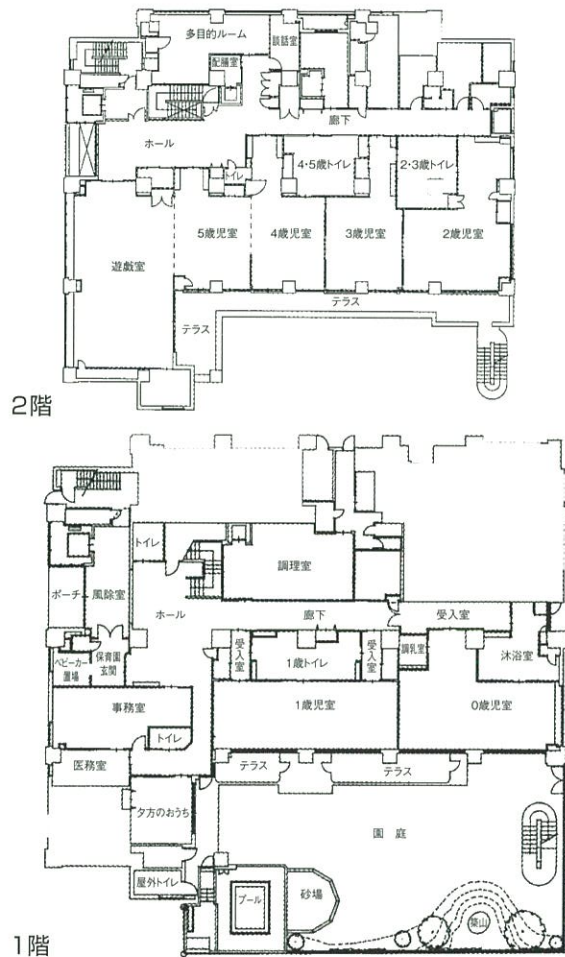 多目的ルーム
談話室
配膳室
廊下
ホール
トイレ
4・5歳トイレ
2・3歳トイレ
5歳児室
4歳児室
3歳児室
2歳児室
遊戯室
テラス
テラス
2階
トイレ
調理室
ポーチ
風除室
ホール
廊下
受入室
受入室
1歳トイレ
受入室
調乳室
沐浴室
ベビーカー
置場
保育園
玄関
1歳児室
0歳児室
事務室
トイレ
医務室
テラス
テラス
夕方のおうち
園庭
屋外トイレ
プール
砂場
築山
1階